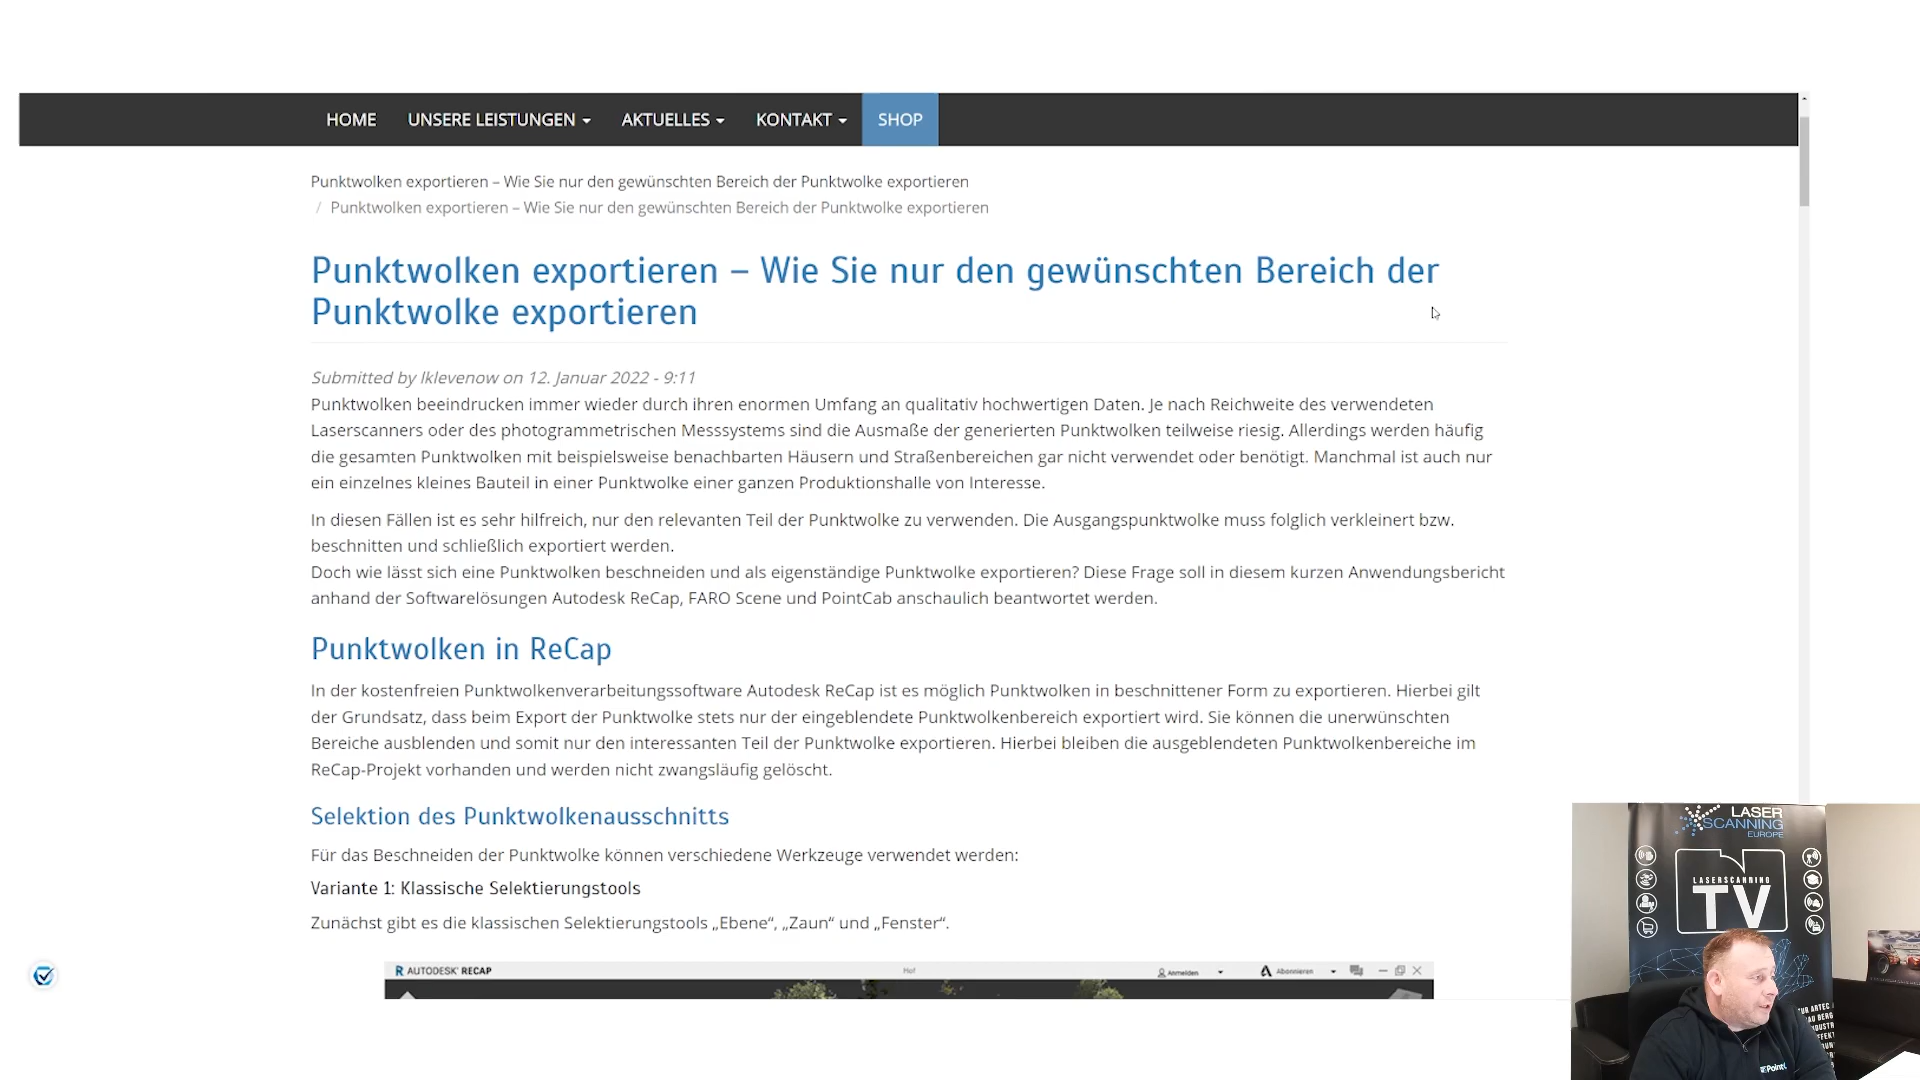 HOME UNSERE LEISTUNGEN AKTUELLES KONTAKT SHOP
Punktwolken exportieren – Wie Sie nur den gewünschten Bereich der Punktwolke exportieren
/ Punktwolken exportieren – Wie Sie nur den gewünschten Bereich der Punktwolke exportieren
Punktwolken exportieren – Wie Sie nur den gewünschten Bereich der
Punktwolke exportieren
Submitted by lklevenow on 12. Januar 2022 - 9:11
Punktwolken beeindrucken immer wieder durch ihren enormen Umfang an qualitativ hochwertigen Daten. Je nach Reichweite des verwendeten
Laserscanners oder des photogrammetrischen Messsystems sind die Ausmaße der generierten Punktwolken teilweise riesig. Allerdings werden häufig
die gesamten Punktwolken mit beispielsweise benachbarten Häusern und Straßenbereichen gar nicht verwendet oder benötigt. Manchmal ist auch nur
ein einzelnes kleines Bauteil in einer Punktwolke einer ganzen Produktionshalle von Interesse.
In diesen Fällen ist es sehr hilfreich, nur den relevanten Teil der Punktwolke zu verwenden. Die Ausgangspunktwolke muss folglich verkleinert bzw.
beschnitten und schließlich exportiert werden.
Doch wie lässt sich eine Punktwolken beschneiden und als eigenständige Punktwolke exportieren? Diese Frage soll in diesem kurzen Anwendungsbericht
anhand der Softwarelösungen Autodesk ReCap, FARO Scene und PointCab anschaulich beantwortet werden.
Punktwolken in ReCap
In der kostenfreien Punktwolkenverarbeitungssoftware Autodesk ReCap ist es möglich Punktwolken in beschnittener Form zu exportieren. Hierbei gilt
der Grundsatz, dass beim Export der Punktwolke stets nur der eingeblendete Punktwolkenbereich exportiert wird. Sie können die unerwünschten
Bereiche ausblenden und somit nur den interessanten Teil der Punktwolke exportieren. Hierbei bleiben die ausgeblendeten Punktwolkenbereiche im
ReCap-Projekt vorhanden und werden nicht zwangsläufig gelöscht.
Selektion des Punktwolkenausschnitts
Für das Beschneiden der Punktwolke können verschiedene Werkzeuge verwendet werden:
Variante 1: Klassische Selektierungstools
Zunächst gibt es die klassischen Selektierungstools „Ebene“, „Zaun“ und „Fenster“.
AUTODESK® RECAP Hof Anmelden Abonnieren
LASER
SCANNING
EUROPE
LASERSCANNING
TV